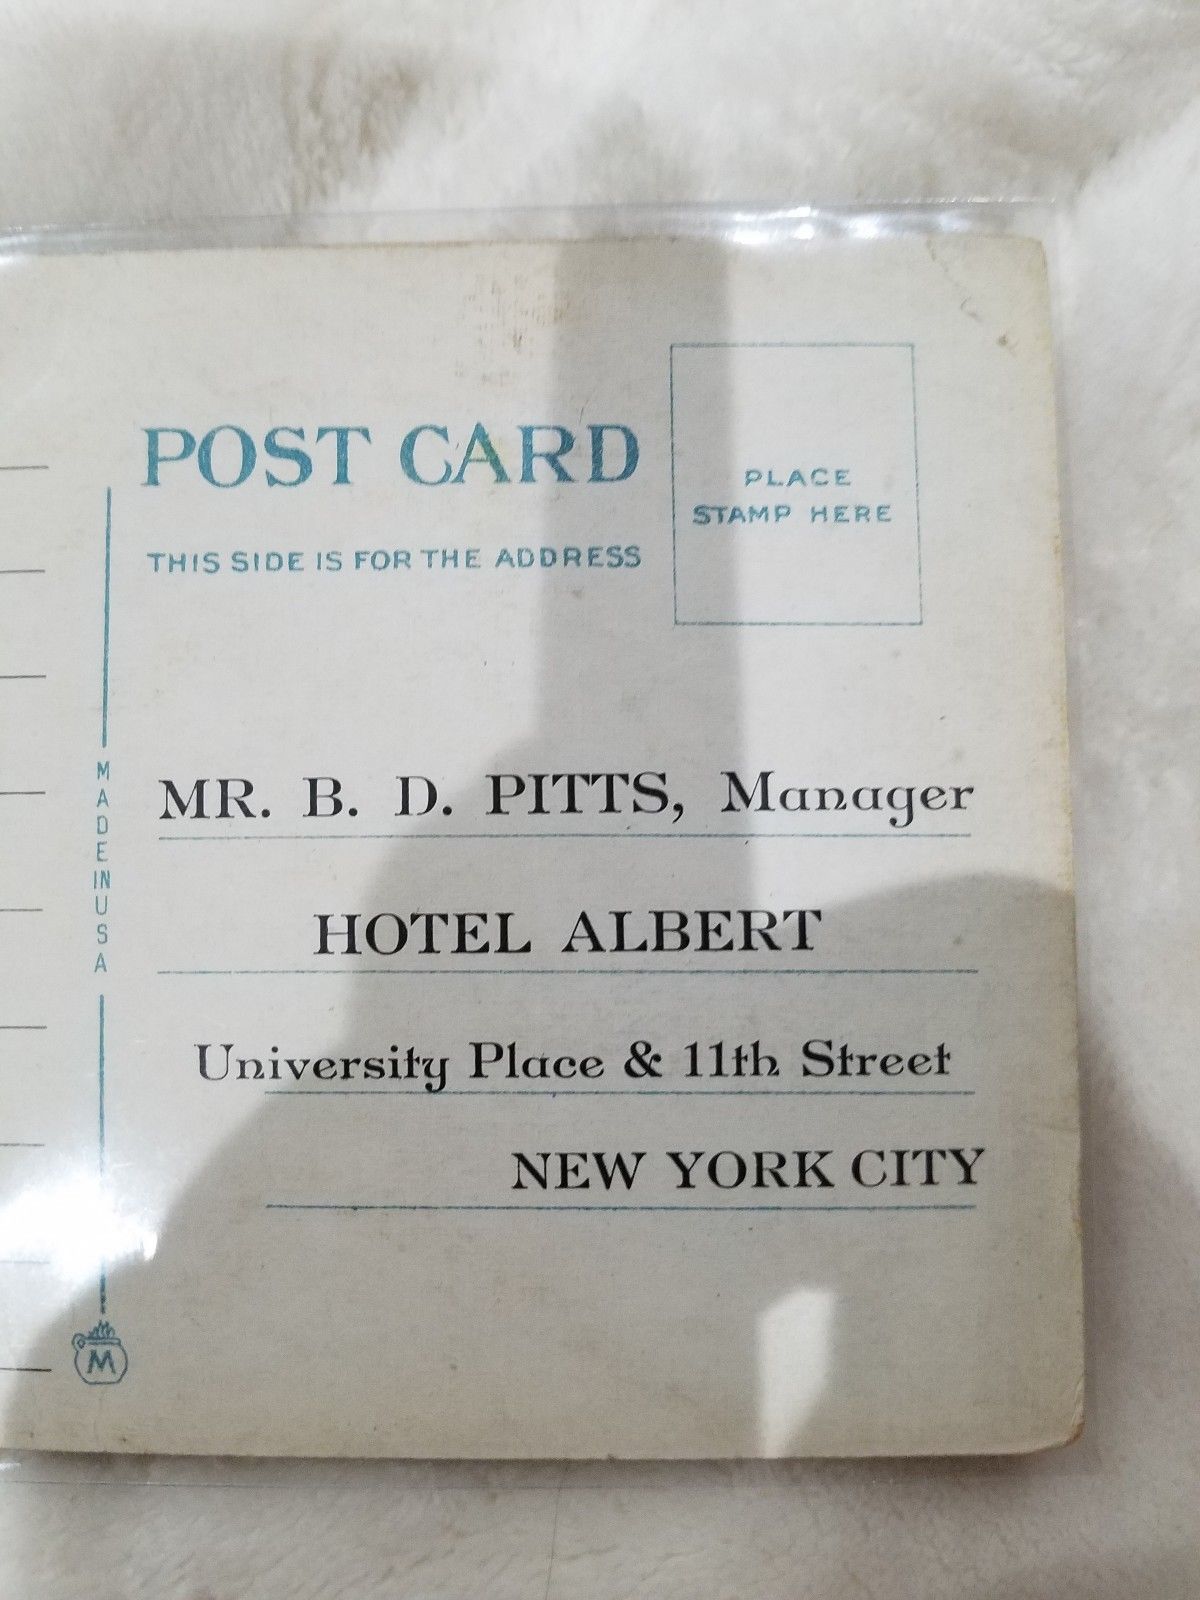 POST CARD
THIS SIDE IS FOR THE ADDRESS
PLACE
STAMP HERE
MADE IN USA
MR. B. D. PITTS, Manager
HOTEL ALBERT
University Place & 11th Street
NEW YORK CITY
M